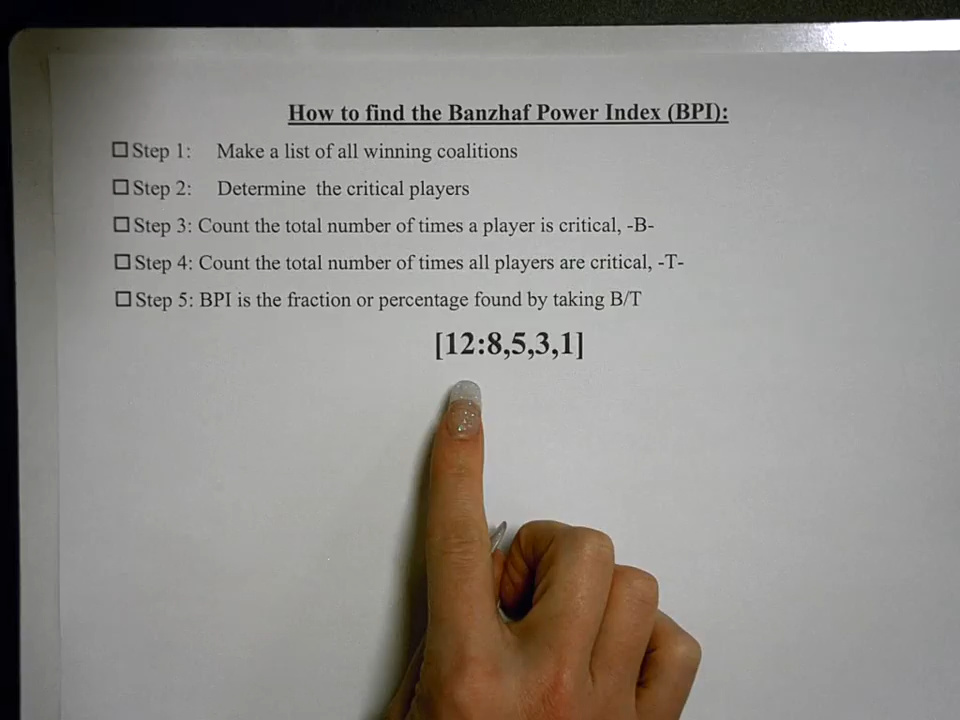 How to find the Banzhaf Power Index (BPI):
☐ Step 1: Make a list of all winning coalitions
☐ Step 2: Determine the critical players
☐ Step 3: Count the total number of times a player is critical, -B-
☐ Step 4: Count the total number of times all players are critical, -T-
☐ Step 5: BPI is the fraction or percentage found by taking B/T
[12:8,5,3,1]